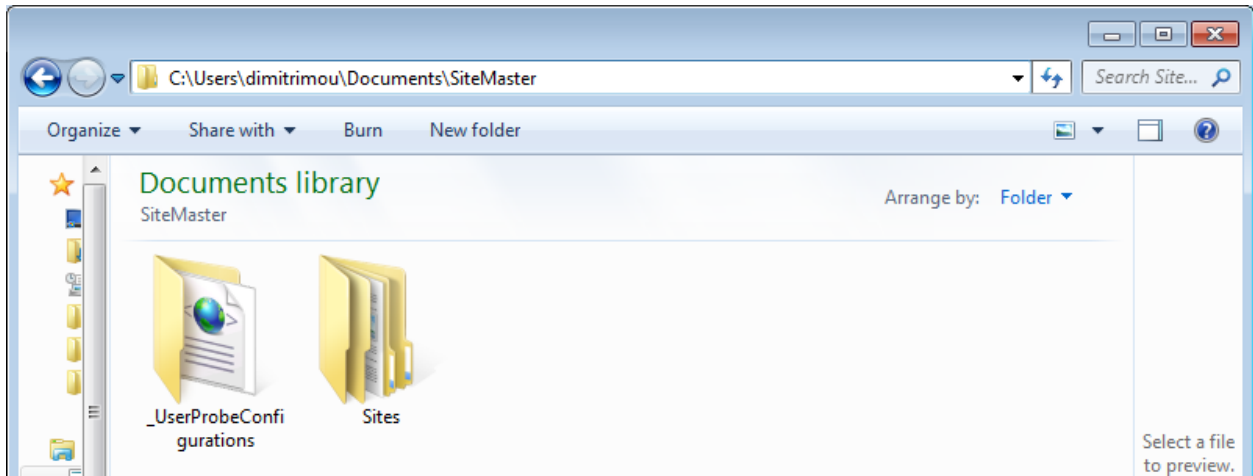 C:\Users\dimitrimou\Documents\SiteMaster
Search Site...
Organize Share with Burn New folder
Documents library
SiteMaster
Arrange by: Folder
_UserProbeConfi
gurations
Sites
Select a file
to preview.